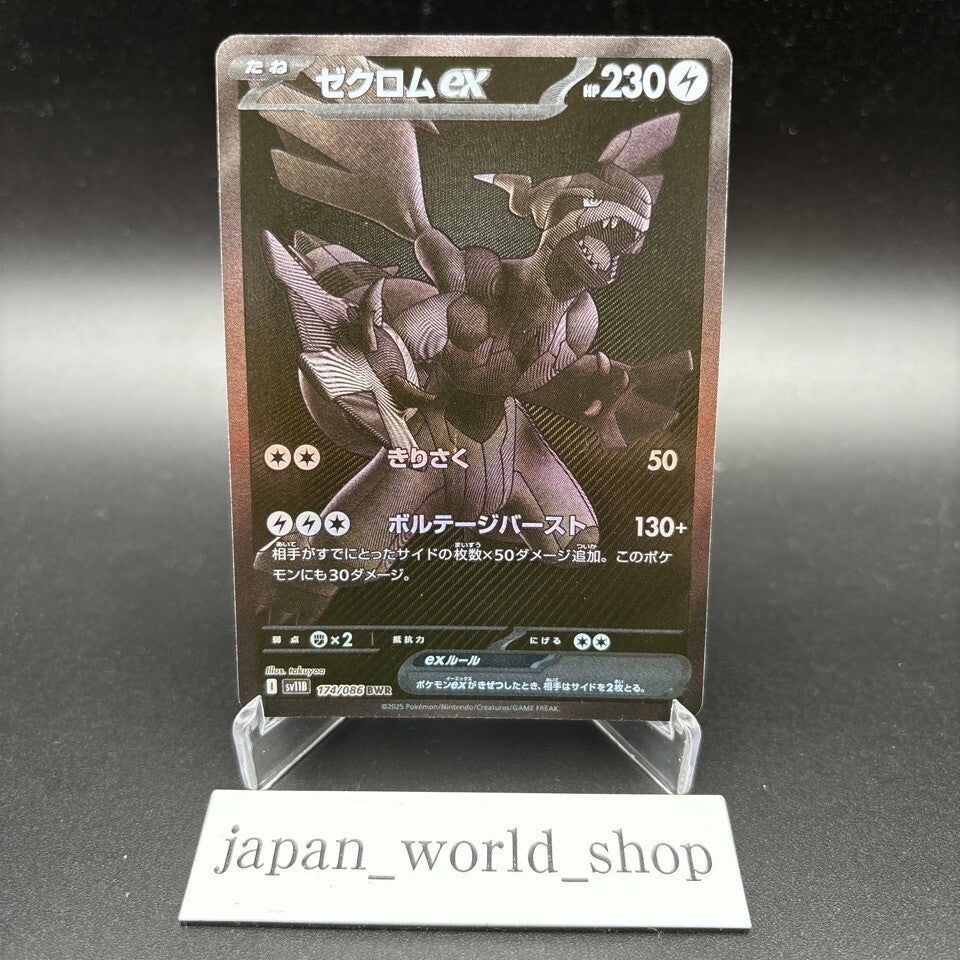 たね ゼクロムex HP 230
きりさく 50
ボルテージバースト 130+
相手がすでにとったサイドの枚数×50ダメージ追加。このポケ
モンにも30ダメージ。
弱点 ×2 抵抗力 にげる
exルール
ポケモンexがきぜつしたとき、相手はサイドを2枚とる。
Illus. takuyoa
I sv11B 174/086 BWR
©2025 Pokémon/Nintendo/Creatures/GAME FREAK.
japan_world_shop